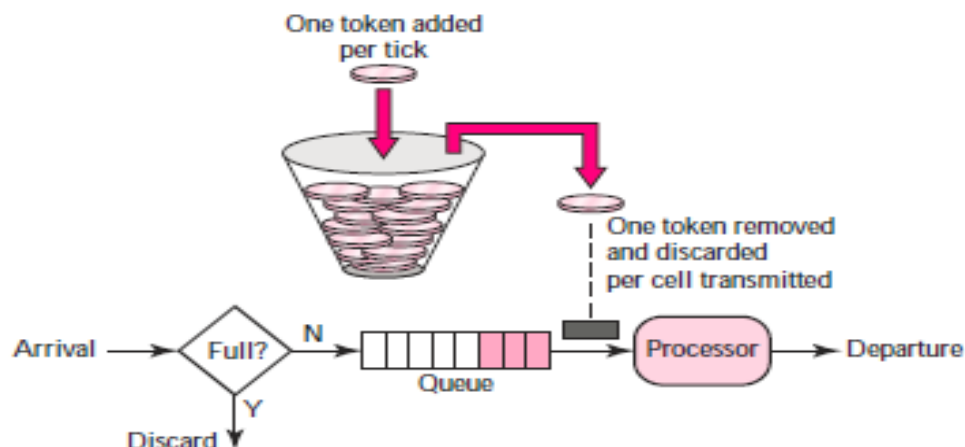 One token added
per tick
One token removed
and discarded
per cell transmitted
Arrival
Full?
N
Queue
Processor
Departure
Y
Discard